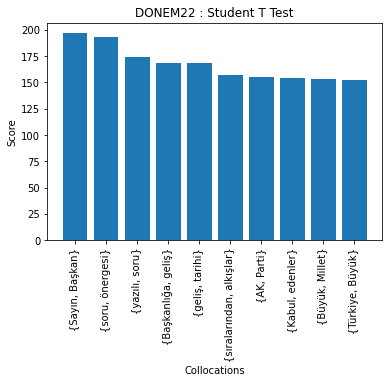 DONEM22 : Student T Test
200
175
150
125
100
75
50
25
0
Score
{Sayın, Başkan}
{soru, önergesi}
{yazılı, soru}
{Başkanlığa, geliş}
{geliş, tarihi}
{sıralarından, alkışlar}
{AK, Parti}
{Kabul, edenler}
{Büyük, Millet}
{Türkiye, Büyük}
Collocations